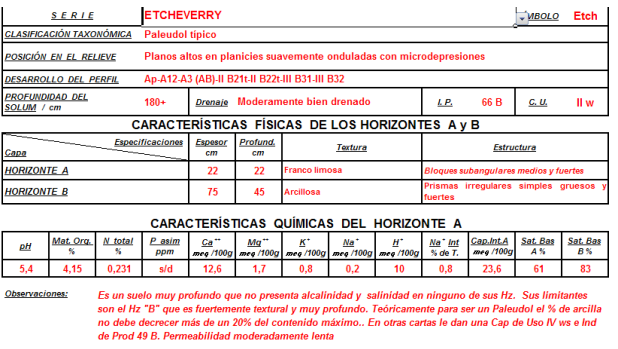 SERIE ETCHEVERRY MBOLO Etch
CLASIFICACIÓN TAXONÓMICA Paleudol típico
POSICIÓN EN EL RELIEVE Planos altos en planicies suavemente onduladas con microdepresiones
DESARROLLO DEL PERFIL Ap-A12-A3 (AB)-II B21t-II B22t-III B31-III B32
PROFUNDIDAD DEL SOLUM / cm 180+ Drenaje Moderamente bien drenado I. P. 66 B C. U. II w
CARACTERÍSTICAS FÍSICAS DE LOS HORIZONTES A y B
Capa Especificaciones Espesor cm Profund. cm Textura Estructura
HORIZONTE A 22 22 Franco limosa Bloques subangulares medios y fuertes
HORIZONTE B 75 45 Arcillosa Prismas irregulares simples gruesos y fuertes
CARACTERÍSTICAS QUÍMICAS DEL HORIZONTE A
pH Mat. Org. % N total % P asim ppm Ca++ meq /100g Mg++ meq /100g K+ meq /100g Na+ meq /100g H+ meq /100g Na+ Int % de T. Cap.Int.A meq /100g Sat. Bas A % Sat. Bas B %
5,4 4,15 0,231 s/d 12,6 1,7 0,8 0,2 10 0,8 23,6 61 83
Observaciones: Es un suelo muy profundo que no presenta alcalinidad y salinidad en ninguno de sus Hz. Sus limitantes
son el Hz "B" que es fuertemente textural y muy profundo. Teóricamente para ser un Paleudol el % de arcilla
no debe decrecer más de un 20% del contenido máximo.. En otras cartas le dan una Cap de Uso IV ws e Ind
de Prod 49 B. Permeabilidad moderadamente lenta